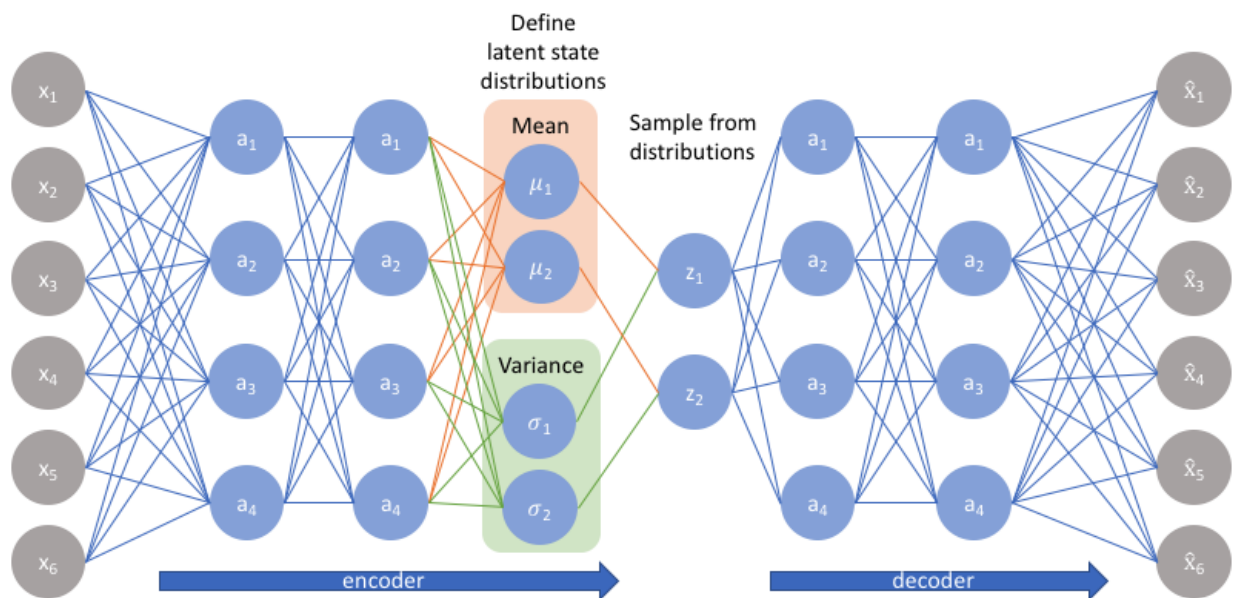 Define
latent state
distributions
Mean
Sample from
distributions
Variance
x₁
x₂
x₃
x₄
x₅
x₆
a₁
a₂
a₃
a₄
a₁
a₂
a₃
a₄
μ₁
μ₂
σ₁
σ₂
z₁
z₂
a₁
a₂
a₃
a₄
a₁
a₂
a₃
a₄
x̂₁
x̂₂
x̂₃
x̂₄
x̂₅
x̂₆
encoder
decoder